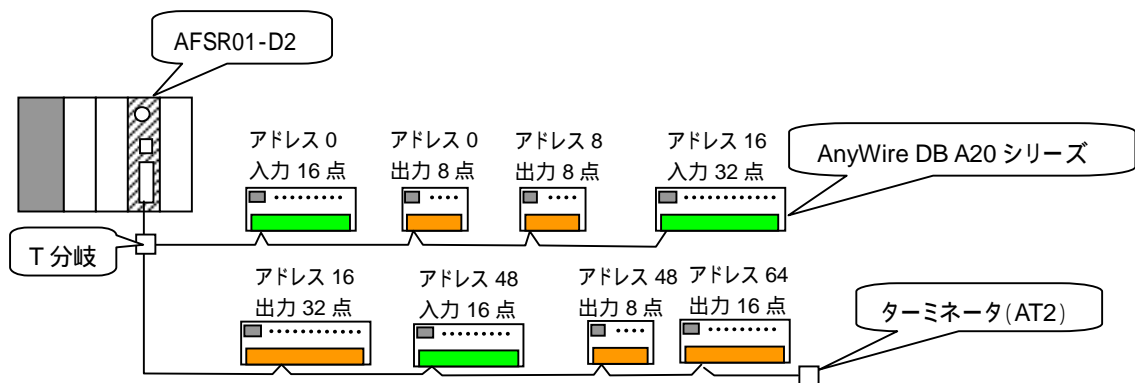 AFSR01-D2
アドレス 0
入力 16 点
アドレス 0
出力 8 点
アドレス 8
出力 8 点
アドレス 16
入力 32 点
AnyWire DB A20 シリーズ
T 分岐
アドレス 16
出力 32 点
アドレス 48
入力 16 点
アドレス 48
出力 8 点
アドレス 64
出力 16 点
ターミネータ(AT2)